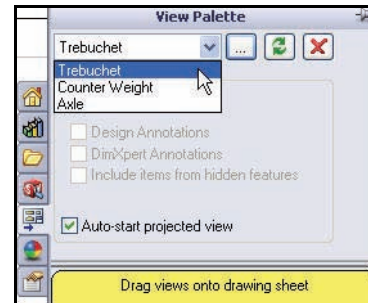 View Palette
Trebuchet
...
Trebuchet
Counter Weight
Axle
Design Annotations
DimXpert Annotations
Include items from hidden features
Auto-start projected view
Drag views onto drawing sheet